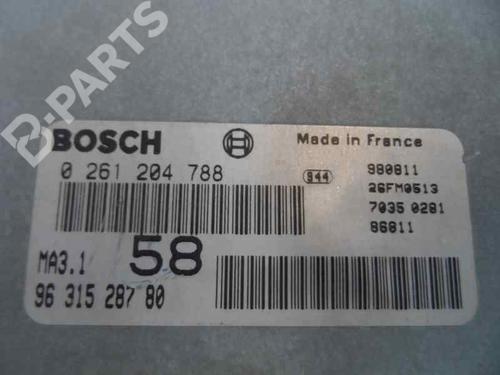 B-PARTS
BOSCH
Made in France
0 261 204 788
944
980811
26FM0513
7035 0281
86811
MA3.1
58
96 315 287 80